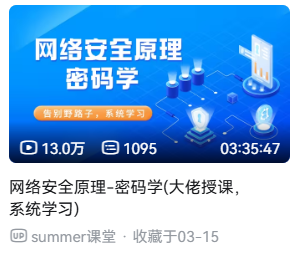 网络安全原理
密码学
告别野路子，系统学习
13.0万 1095 03:35:47
网络安全原理-密码学(大佬授课，
系统学习)
UP summer课堂 · 收藏于03-15